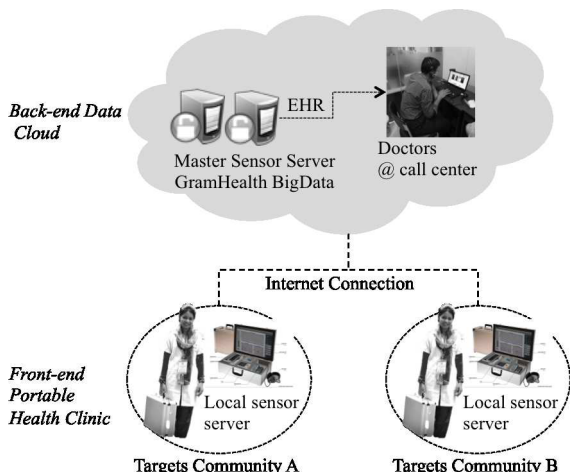 Back-end Data
Cloud
EHR
Master Sensor Server
GramHealth BigData
Doctors
@ call center
Internet Connection
Front-end
Portable
Health Clinic
Local sensor
server
Local sensor
server
Targets Community A
Targets Community B